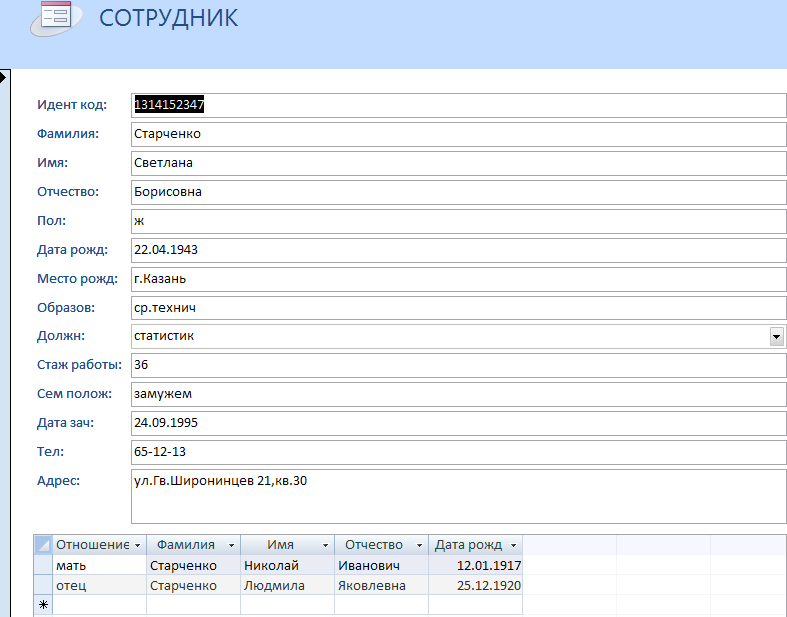 СОТРУДНИК
Идент код: 1314152347
Фамилия: Старченко
Имя: Светлана
Отчество: Борисовна
Пол: ж
Дата рожд: 22.04.1943
Место рожд: г.Казань
Образов: ср.технич
Должн: статистик
Стаж работы: 36
Сем полож: замужем
Дата зач: 24.09.1995
Тел: 65-12-13
Адрес: ул.Гв.Широнинцев 21,кв.30
Отношение Фамилия Имя Отчество Дата рожд
мать Старченко Николай Иванович 12.01.1917
отец Старченко Людмила Яковлевна 25.12.1920